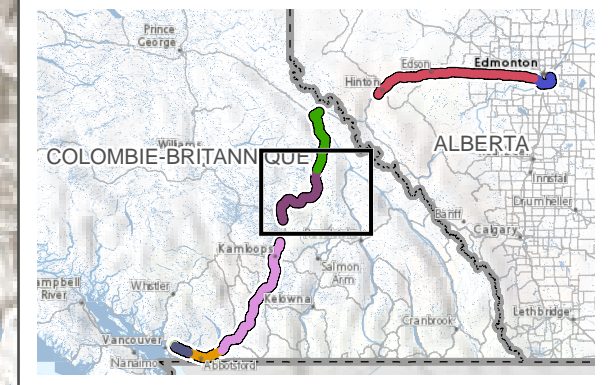 Prince
George
Edson
Edmonton
Hinton
Williams
COLOMBIE-BRITANNIQUE
ALBERTA
Innisfail
Drumheller
Banff
Calgary
Kamloops
Salmon
Arm
ampbell
River
Whistler
Kelowna
Cranbrook
Lethbridge
Vancouver
Nanaimo
Abbotsford